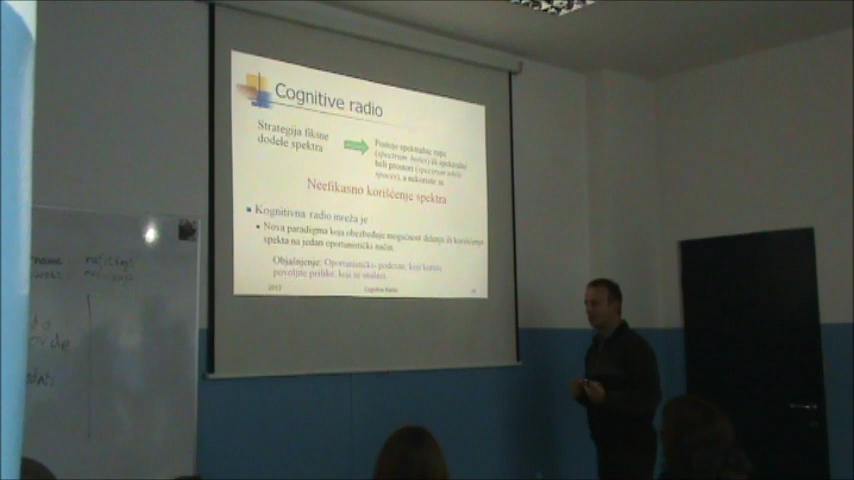 Cognitive radio
Strategija fiksne
dodele spektra
Postoje spektralne rupe
(spectrum holes) ili spektralni
beli prostori (spectrum white
spaces), a nekoriste se
Neefikasno korišćenje spektra
Kognitivna radio mreža je
Nova paradigma koja obezbeđuje mogućnost deljenja ili korišćenja
spektra na jedan oportunistički način.
Objašnjenje: Oportunistički- podesan, koji koristi
povoljne prilike, koji se snalazi.
2012 Cognitive Radio